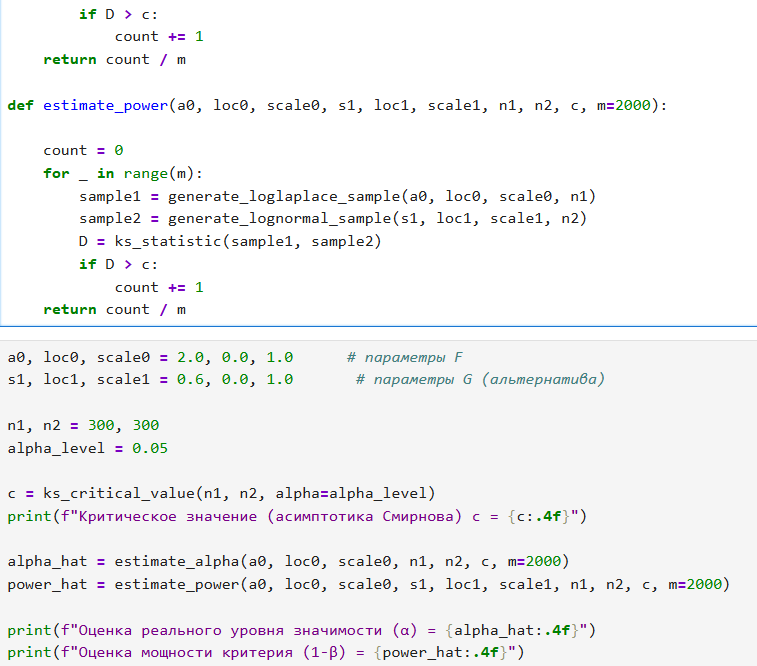 if D > c:
            count += 1
    return count / m
def estimate_power(a0, loc0, scale0, s1, loc1, scale1, n1, n2, c, m=2000):
    count = 0
    for _ in range(m):
        sample1 = generate_loglaplace_sample(a0, loc0, scale0, n1)
        sample2 = generate_lognormal_sample(s1, loc1, scale1, n2)
        D = ks_statistic(sample1, sample2)
        if D > c:
            count += 1
    return count / m
a0, loc0, scale0 = 2.0, 0.0, 1.0      # параметры F
s1, loc1, scale1 = 0.6, 0.0, 1.0       # параметры G (альтернатива)
n1, n2 = 300, 300
alpha_level = 0.05
c = ks_critical_value(n1, n2, alpha=alpha_level)
print(f"Критическое значение (асимптотика Смирнова) c = {c:.4f}")
alpha_hat = estimate_alpha(a0, loc0, scale0, n1, n2, c, m=2000)
power_hat = estimate_power(a0, loc0, scale0, s1, loc1, scale1, n1, n2, c, m=2000)
print(f"Оценка реального уровня значимости (α) = {alpha_hat:.4f}")
print(f"Оценка мощности критерия (1-β) = {power_hat:.4f}")